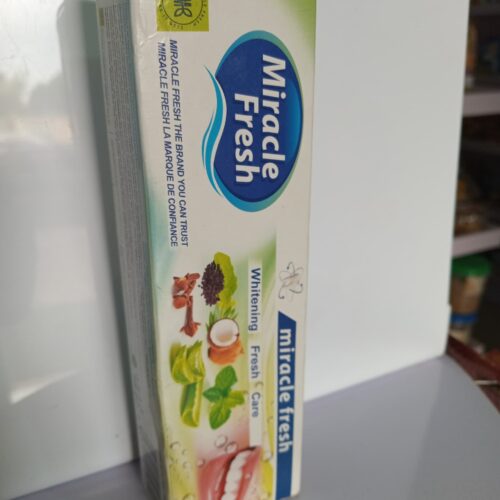 Miracle
Fresh
MIRACLE FRESH THE BRAND YOU CAN TRUST
MIRACLE FRESH LA MARQUE DE CONFIANCE
miracle fresh
Whitening Fresh Care